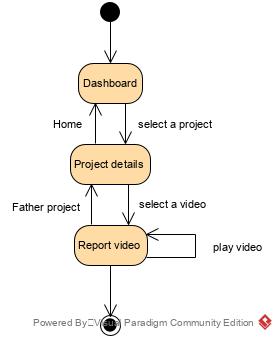 Dashboard
Home
select a project
Project details
Father project
select a video
Report video
play video
Powered By Visual Paradigm Community Edition